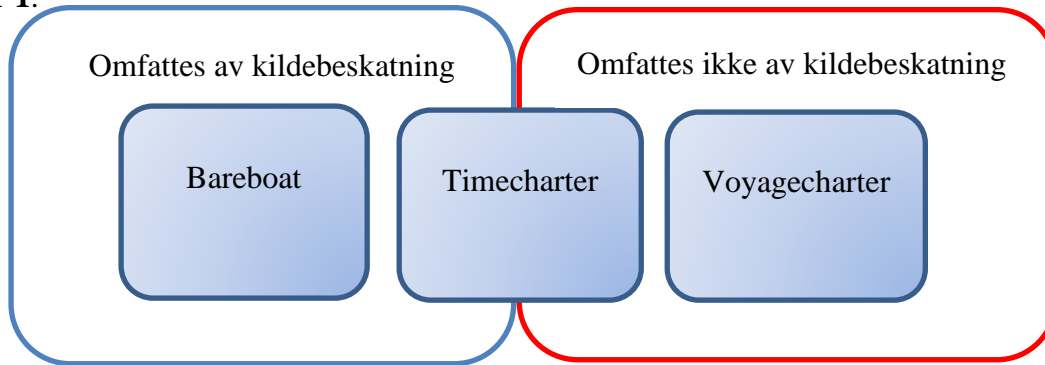 Omfattes av kildebeskatning
Omfattes ikke av kildebeskatning
Bareboat
Timecharter
Voyagecharter